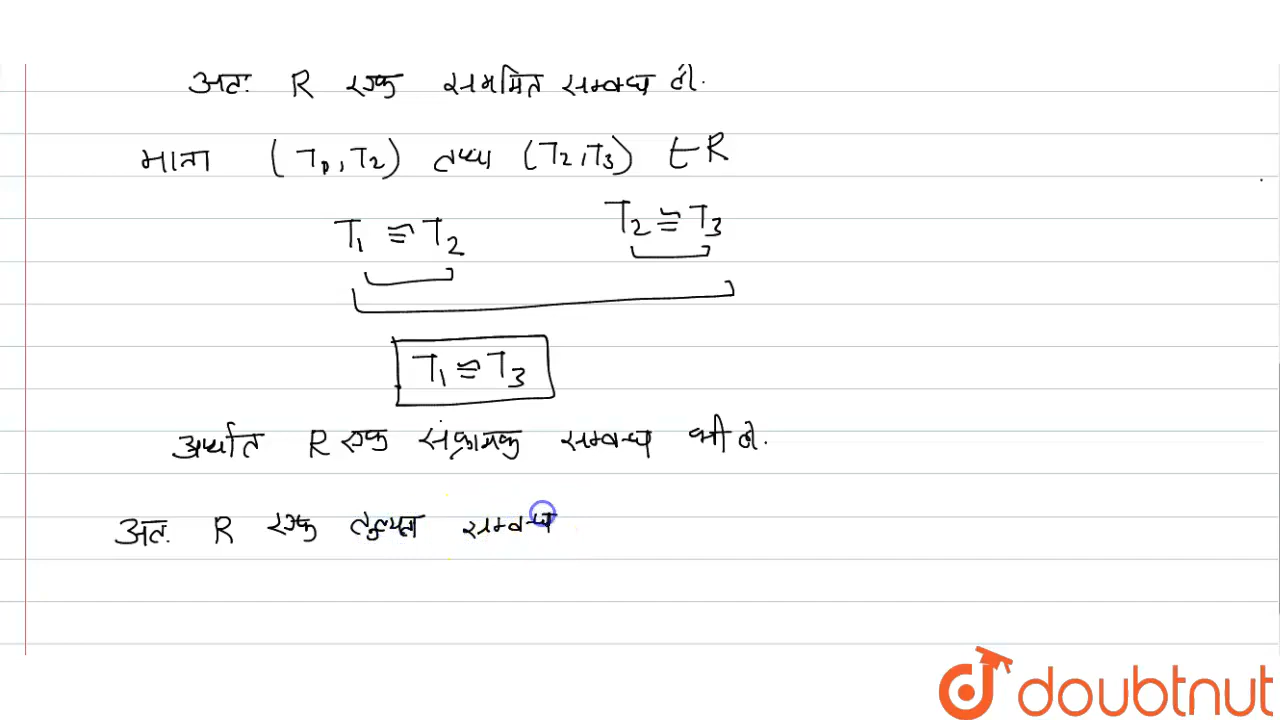 अतः R एक सममित सम्बन्ध है.
माना (T1, T2) तथा (T2, T3) ∈ R
T1 ≅ T2 T2 ≅ T3
T1 ≅ T3
अर्थात R एक संक्रामक सम्बन्ध भी है.
अतः R एक तुल्यता सम्बन्ध
doubtnut